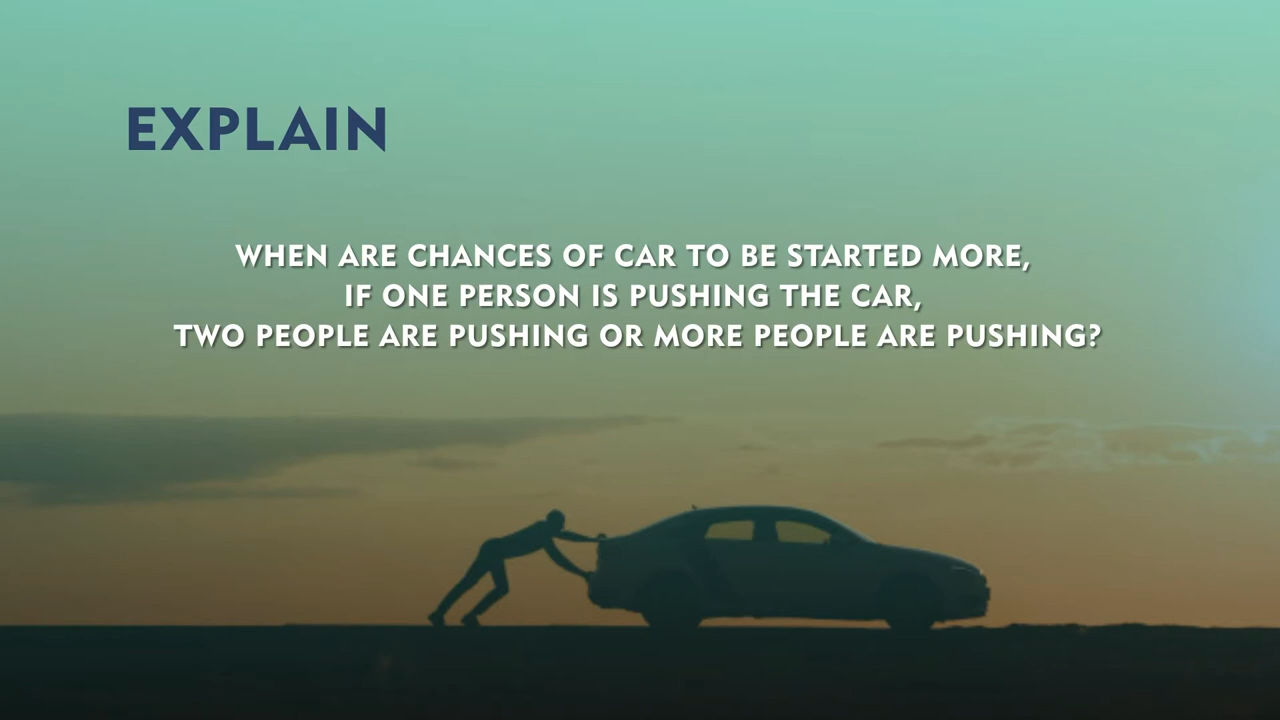 EXPLAIN
WHEN ARE CHANCES OF CAR TO BE STARTED MORE,
IF ONE PERSON IS PUSHING THE CAR,
TWO PEOPLE ARE PUSHING OR MORE PEOPLE ARE PUSHING?